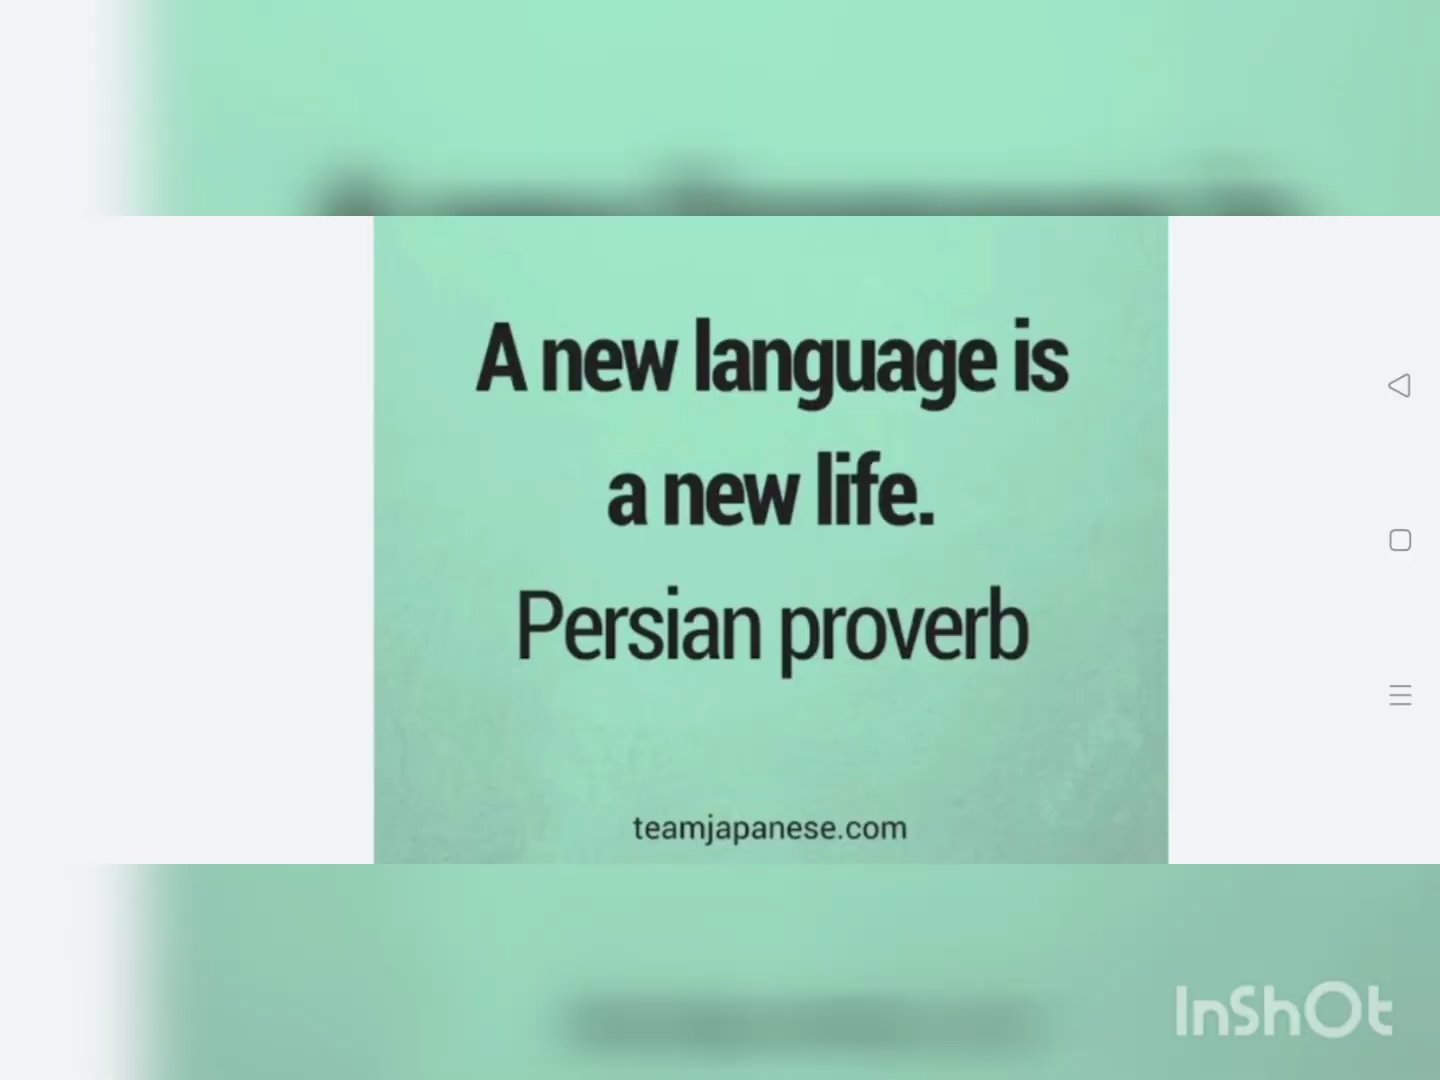 A new language is
a new life.
Persian proverb
teamjapanese.com
InShOt